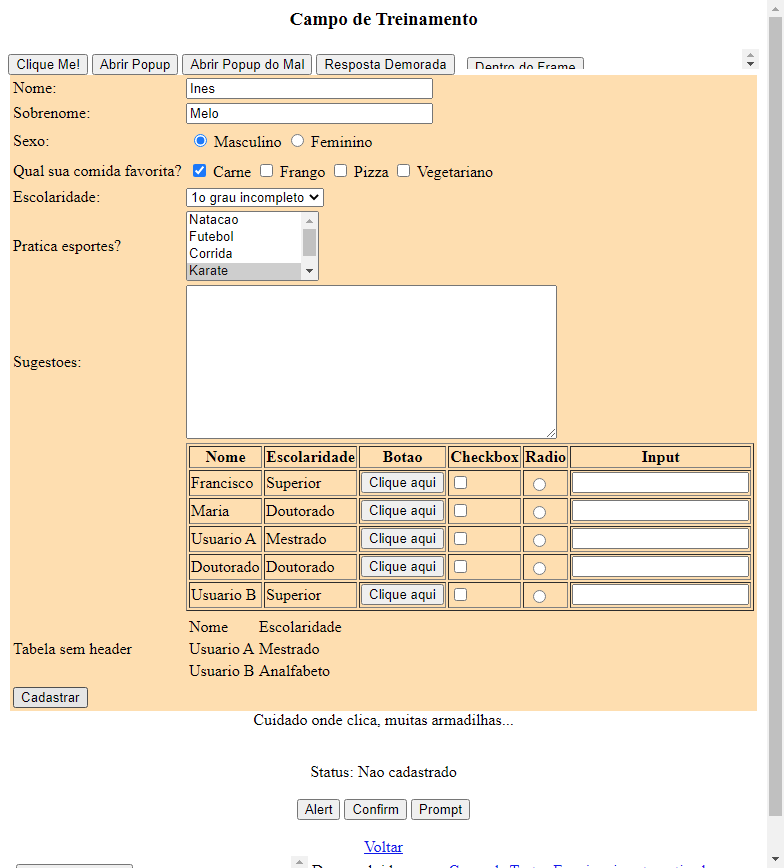 Campo de Treinamento
Clique Me! Abrir Popup Abrir Popup do Mal Resposta Demorada Dentro do Frame
Nome: Ines
Sobrenome: Melo
Sexo: Masculino Feminino
Qual sua comida favorita? Carne Frango Pizza Vegetariano
Escolaridade: 1o grau incompleto
Natacao
Futebol
Pratica esportes?
Corrida
Karate
Sugestoes:
Nome Escolaridade Botao Checkbox Radio Input
Francisco Superior Clique aqui
Maria Doutorado Clique aqui
Usuario A Mestrado Clique aqui
Doutorado Doutorado Clique aqui
Usuario B Superior Clique aqui
Nome Escolaridade
Tabela sem header Usuario A Mestrado
Usuario B Analfabeto
Cadastrar
Cuidado onde clica, muitas armadilhas...
Status: Nao cadastrado
Alert Confirm Prompt
Voltar